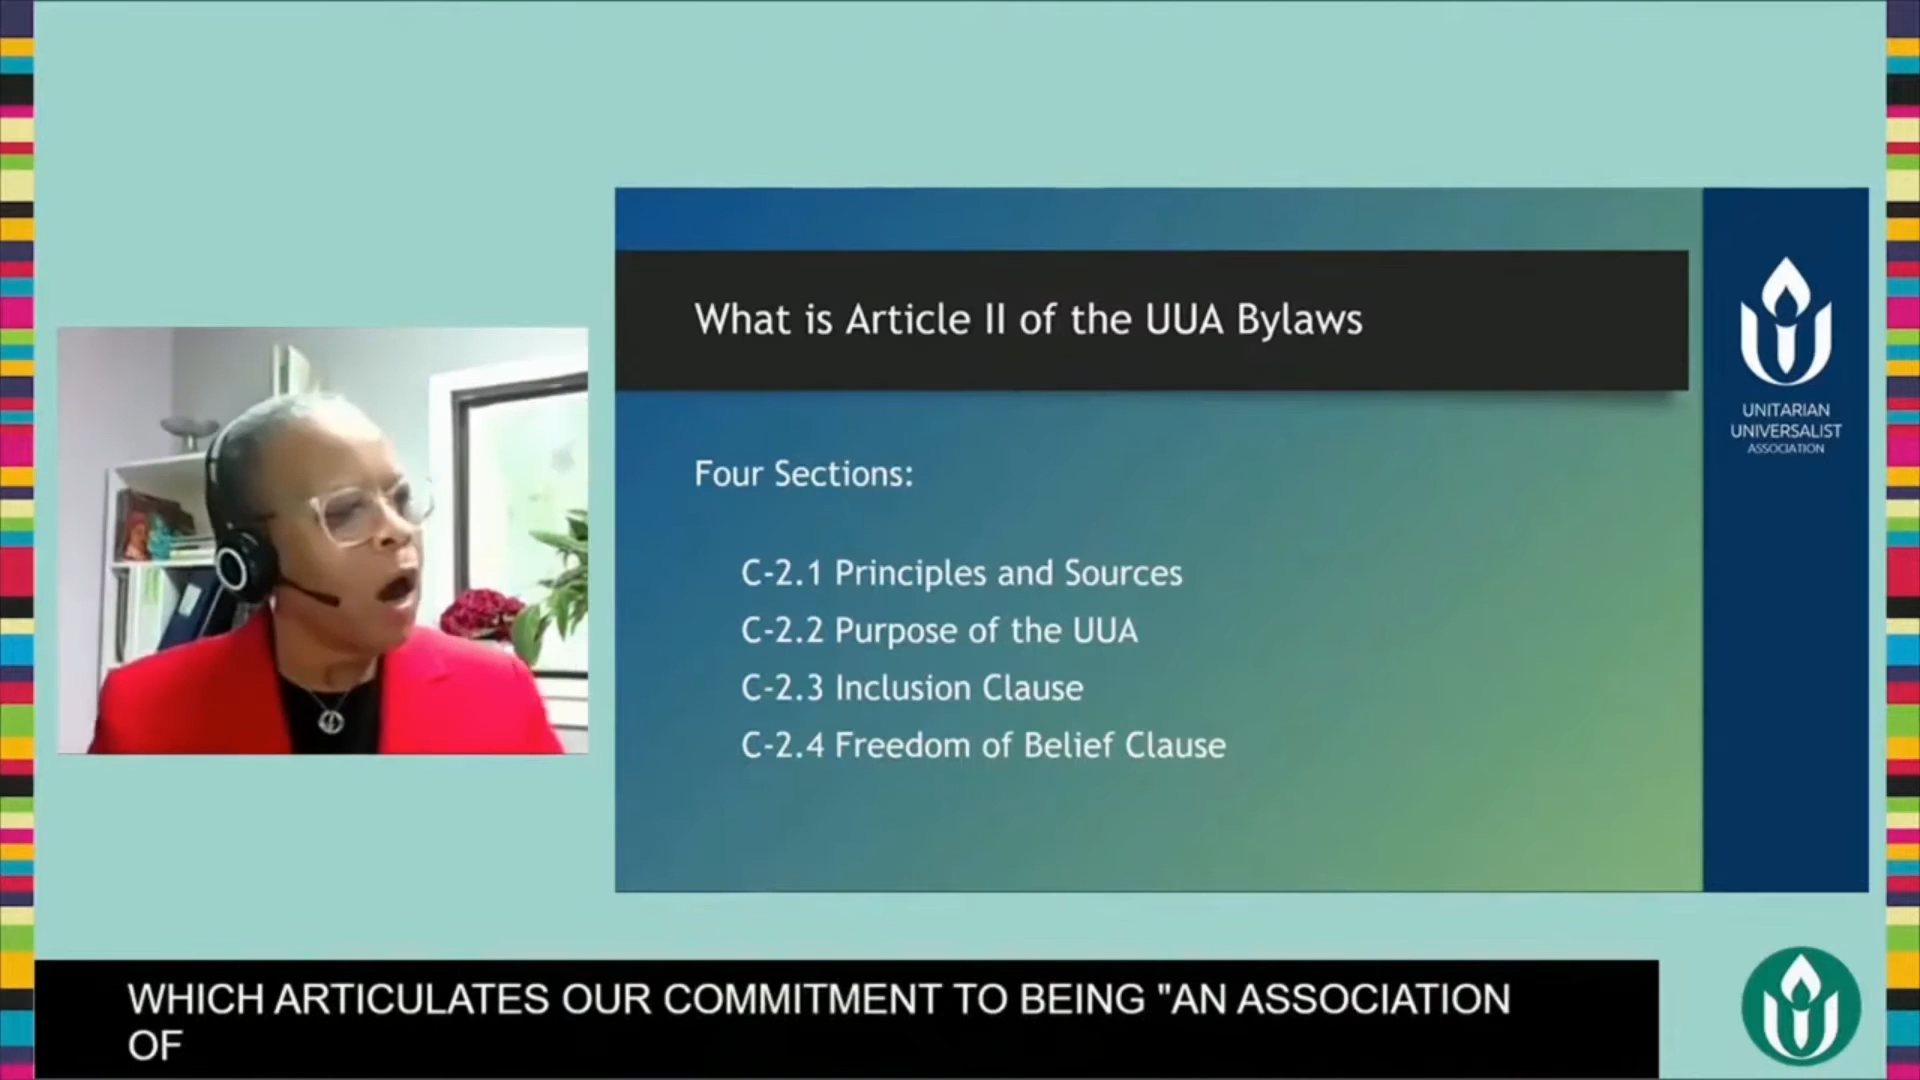 What is Article II of the UUA Bylaws
Four Sections:
C-2.1 Principles and Sources
C-2.2 Purpose of the UUA
C-2.3 Inclusion Clause
C-2.4 Freedom of Belief Clause
UNITARIAN
UNIVERSALIST
ASSOCIATION
WHICH ARTICULATES OUR COMMITMENT TO BEING "AN ASSOCIATION
OF